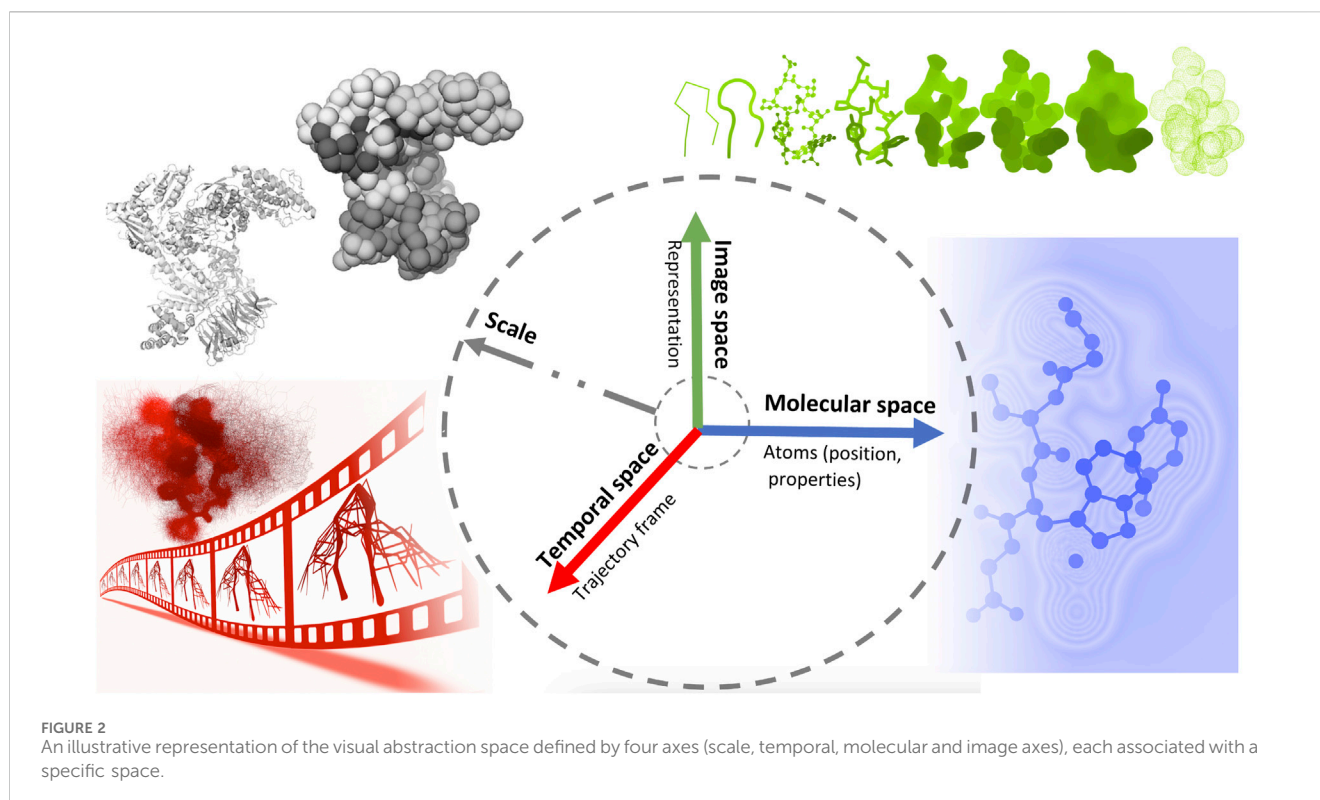 Image space
Representation
Scale
Molecular space
Atoms (position,
properties)
Temporal space
Trajectory frame
FIGURE 2
An illustrative representation of the visual abstraction space defined by four axes (scale, temporal, molecular and image axes), each associated with a
specific space.